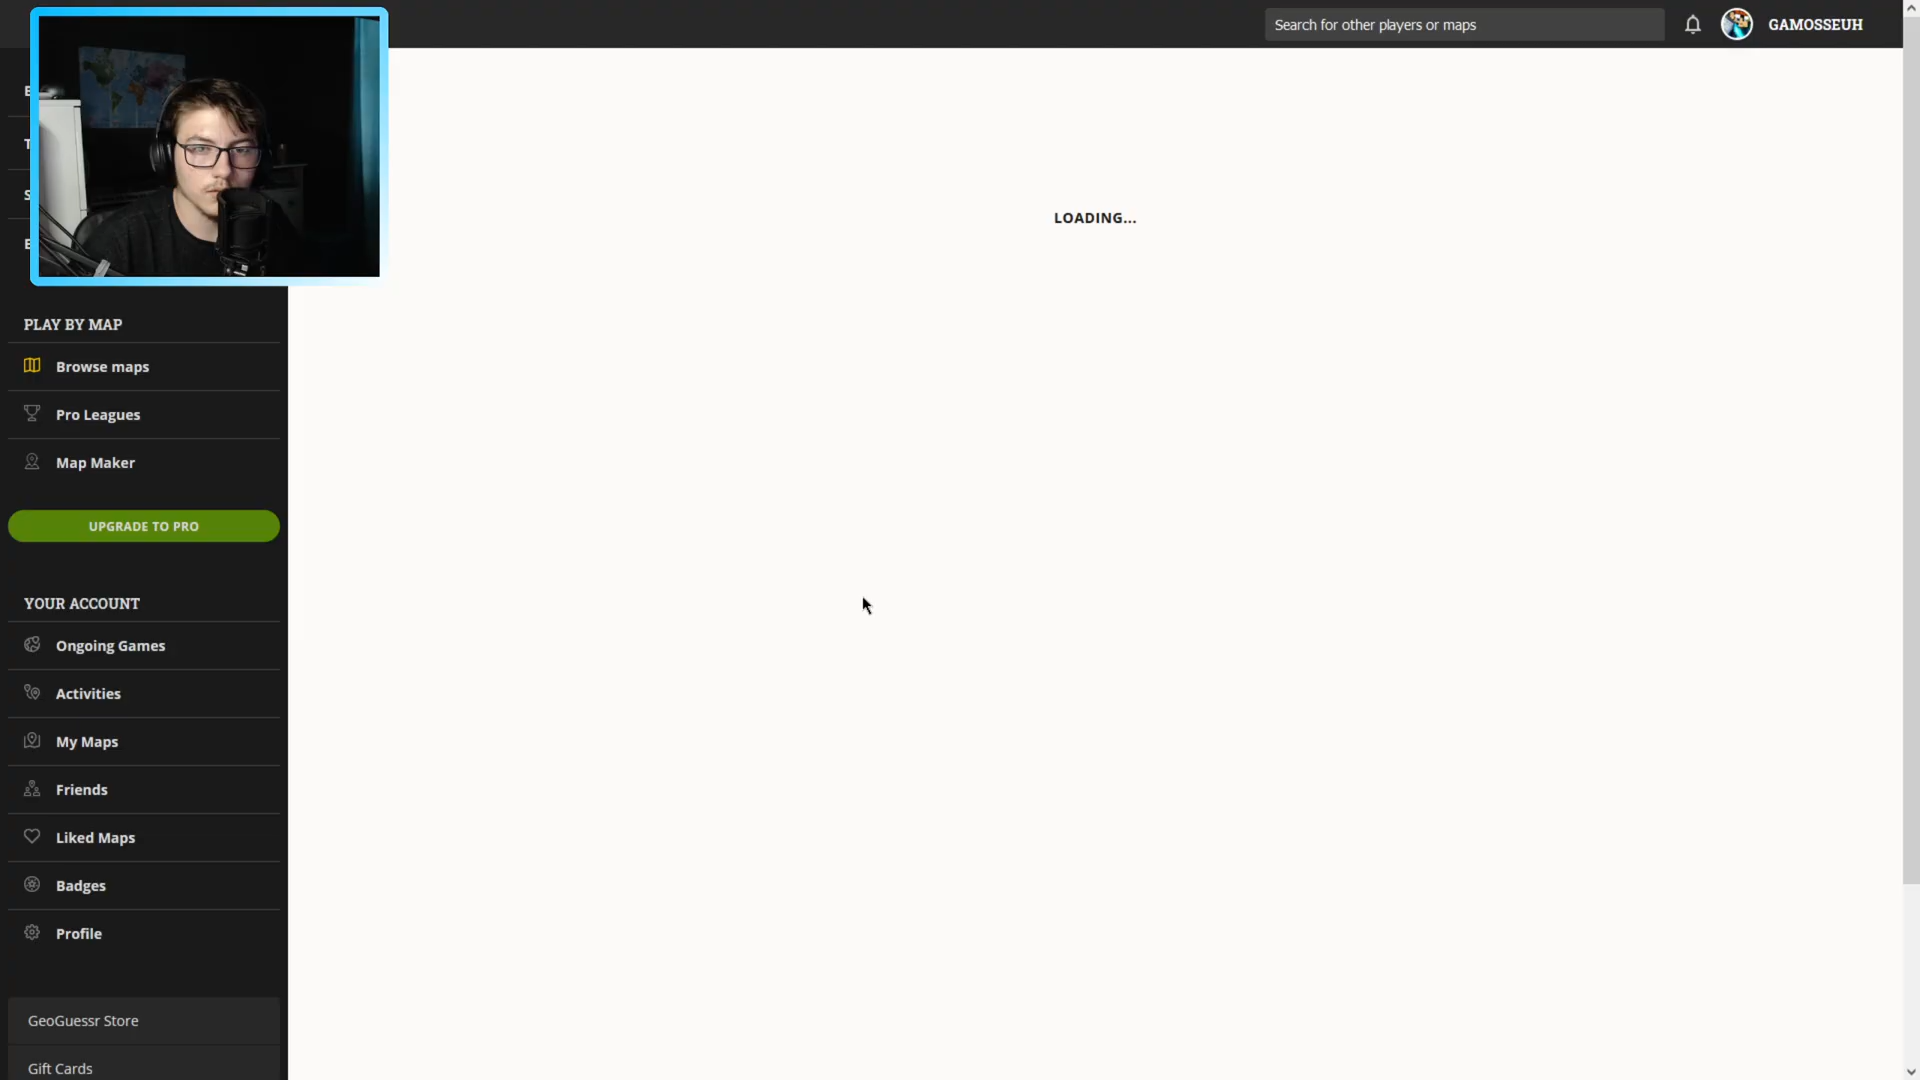 Search for other players or maps
GAMOSSEUH
LOADING...
PLAY BY MAP
Browse maps
Pro Leagues
Map Maker
UPGRADE TO PRO
YOUR ACCOUNT
Ongoing Games
Activities
My Maps
Friends
Liked Maps
Badges
Profile
GeoGuessr Store
Gift Cards